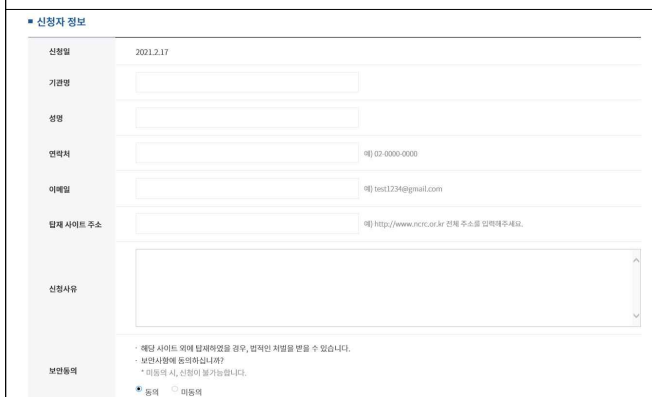 ■ 신청자 정보
신청일 2021.2.17
기관명
성명
연락처 예) 02-0000-0000
이메일 예) test1234@gmail.com
탑재 사이트 주소 예) http://www.ncrc.or.kr 전체 주소를 입력해주세요.
신청사유
· 해당 사이트 외에 탑재하였을 경우, 법적인 처벌을 받을 수 있습니다.
· 보안사항에 동의하십니까?
보안동의
* 미동의 시, 신청이 불가능합니다.
동의 미동의